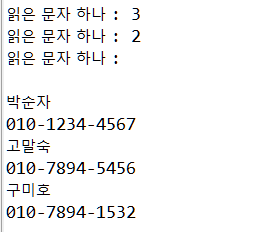 읽은 문자 하나 : 3
읽은 문자 하나 : 2
읽은 문자 하나 :
박순자
010-1234-4567
고말숙
010-7894-5456
구미호
010-7894-1532